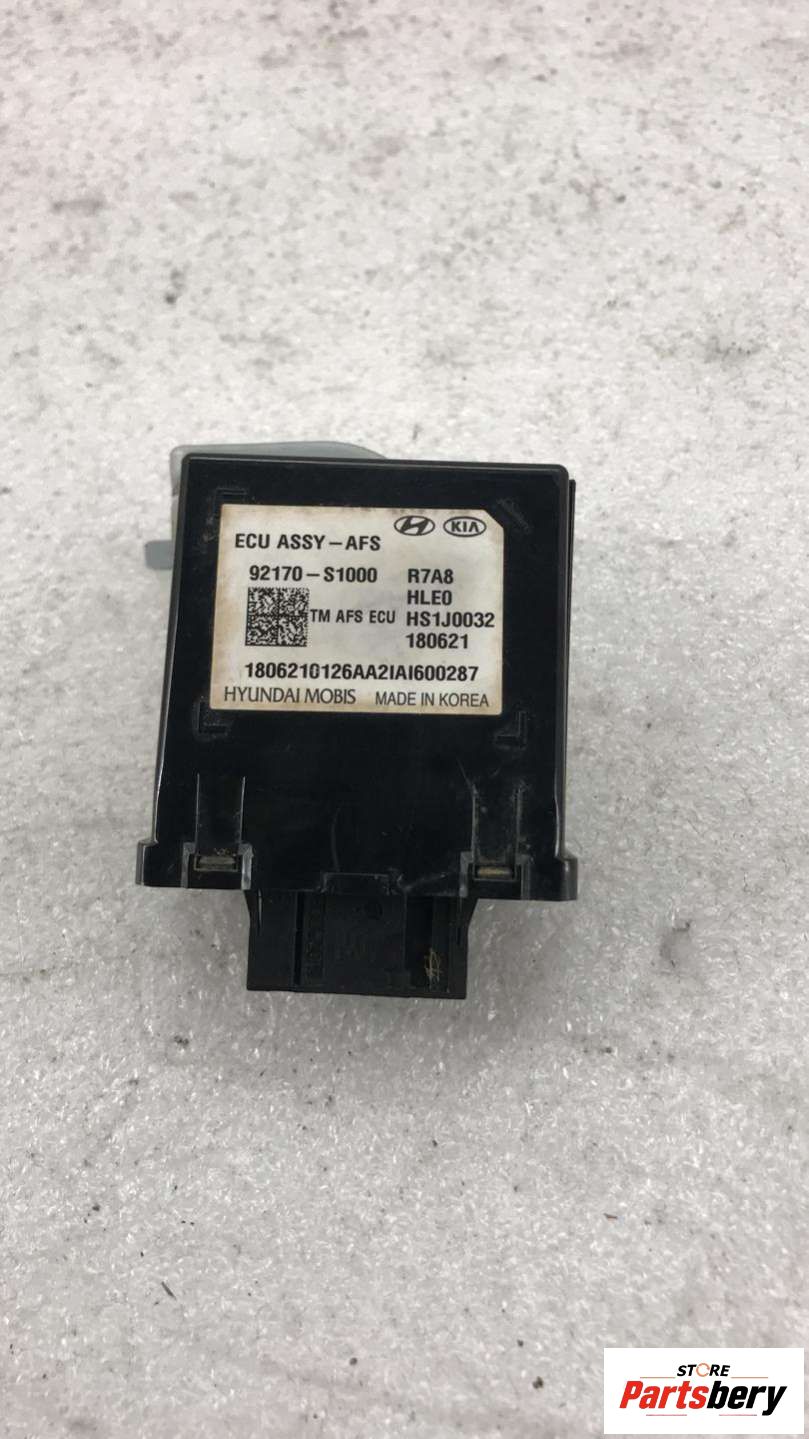 KIA
ECU ASSY-AFS
92170-S1000 R7A8
HLE0
TM AFS ECU HS1J0032
180621
1806210126AA2IAI600287
HYUNDAI MOBIS MADE IN KOREA
STORE
Partsbery